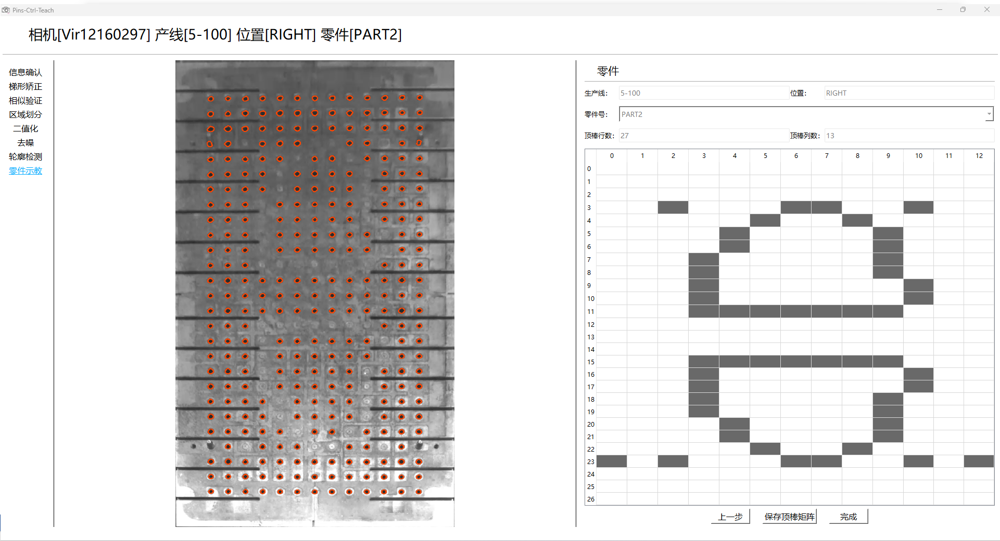 Pins-Ctrl-Teach
相机[Vir12160297] 产线[5-100] 位置[RIGHT] 零件[PART2]
信息确认
梯形矫正
相似验证
区域划分
二值化
去噪
轮廓检测
零件示教
零件
生产线： 5-100 位置： RIGHT
零件号： PART2
顶棒行数： 27 顶棒列数： 13
0 1 2 3 4 5 6 7 8 9 10 11 12
0
1
2
3
4
5
6
7
8
9
10
11
12
13
14
15
16
17
18
19
20
21
22
23
24
25
26
上一步 保存顶棒矩阵 完成